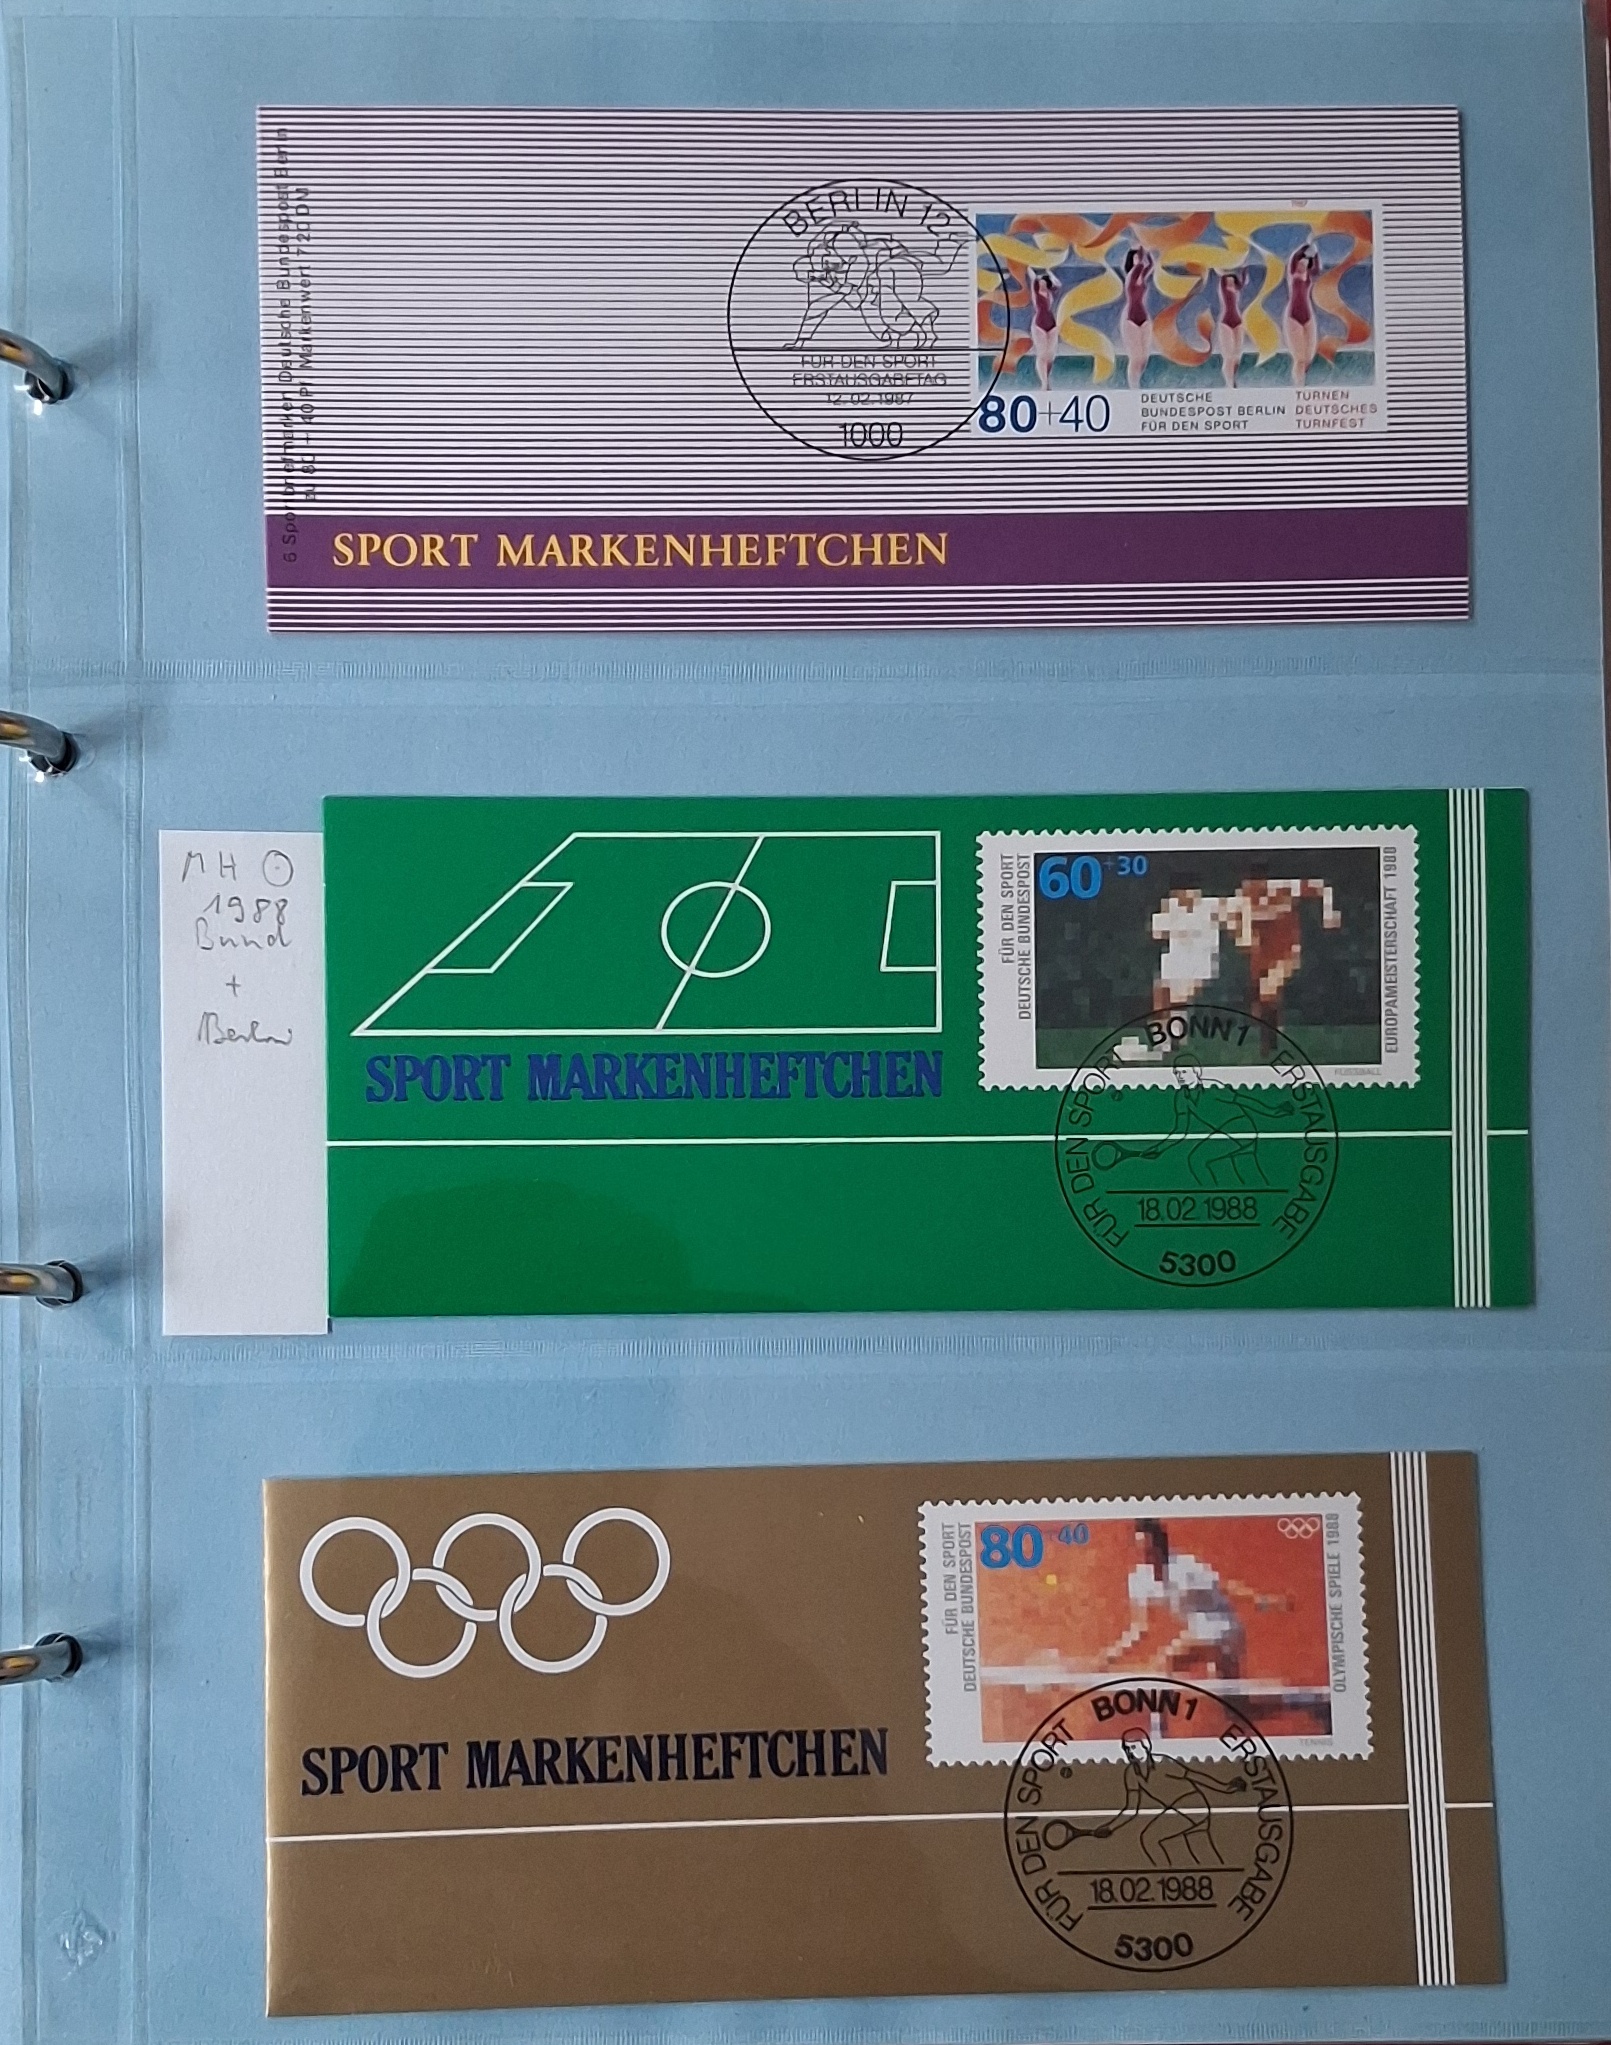 6 Sportbriefmarken Deutsche Bundespost Berlin
zu 80 + 40 Pf Markenwert 7,20 DM
BERLIN 12
FÜR DEN SPORT
ERSTAUSGABETAG
12.02.1987
1000
1987
80+40
DEUTSCHE
BUNDESPOST BERLIN
FÜR DEN SPORT
TURNEN
DEUTSCHES
TURNFEST
SPORT MARKENHEFTCHEN
MH
1988
Bund
+
Berlin
SPORT MARKENHEFTCHEN
FÜR DEN SPORT
DEUTSCHE BUNDESPOST
60+30
EUROPAMEISTERSCHAFT 1988
FUSSBALL
BONN 1
FÜR DEN SPORT
ERSTAUSGABE
18.02.1988
5300
SPORT MARKENHEFTCHEN
FÜR DEN SPORT
DEUTSCHE BUNDESPOST
80+40
OLYMPISCHE SPIELE 1988
TENNIS
BONN 1
FÜR DEN SPORT
ERSTAUSGABE
18.02.1988
5300